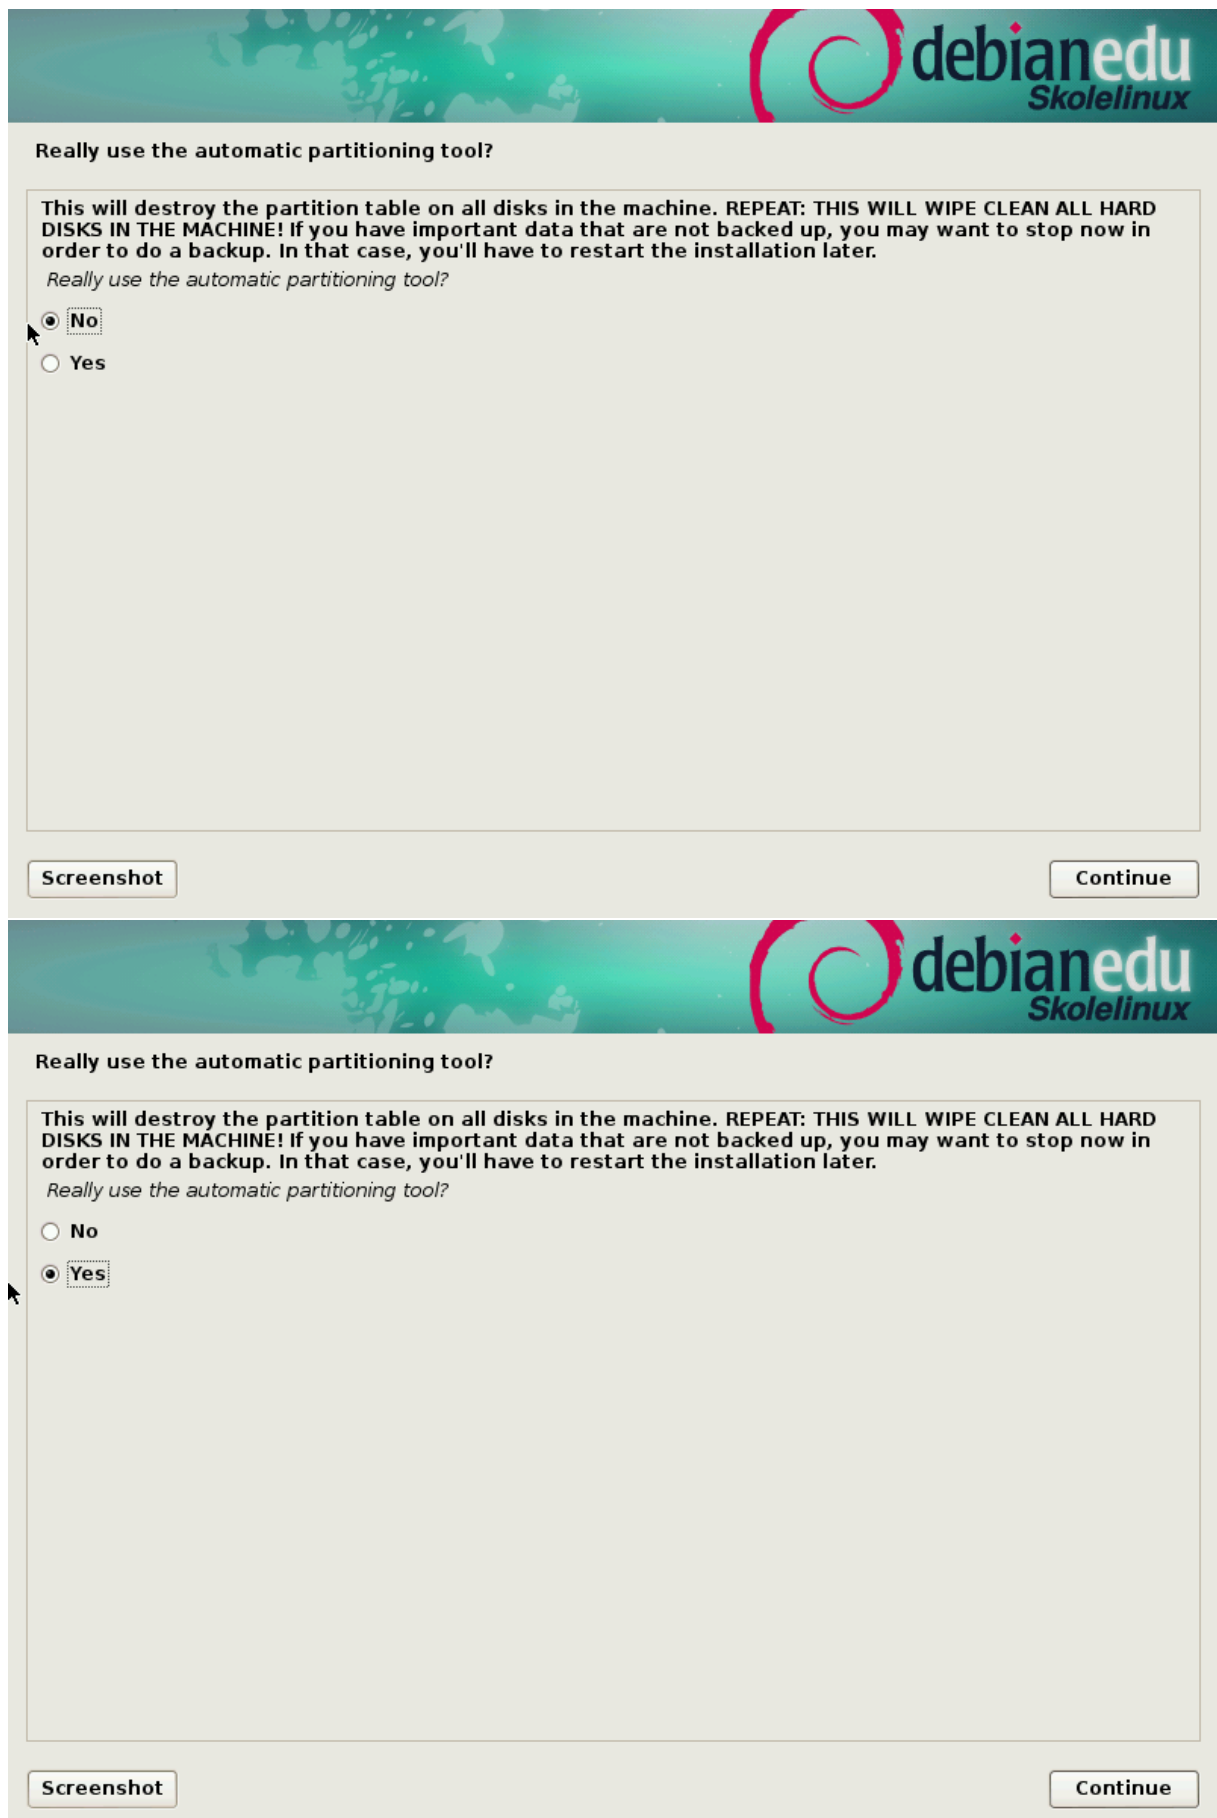 debianedu
Skolelinux
Really use the automatic partitioning tool?
This will destroy the partition table on all disks in the machine. REPEAT: THIS WILL WIPE CLEAN ALL HARD
DISKS IN THE MACHINE! If you have important data that are not backed up, you may want to stop now in
order to do a backup. In that case, you'll have to restart the installation later.
Really use the automatic partitioning tool?
No
Yes
Screenshot Continue
debianedu
Skolelinux
Really use the automatic partitioning tool?
This will destroy the partition table on all disks in the machine. REPEAT: THIS WILL WIPE CLEAN ALL HARD
DISKS IN THE MACHINE! If you have important data that are not backed up, you may want to stop now in
order to do a backup. In that case, you'll have to restart the installation later.
Really use the automatic partitioning tool?
No
Yes
Screenshot Continue